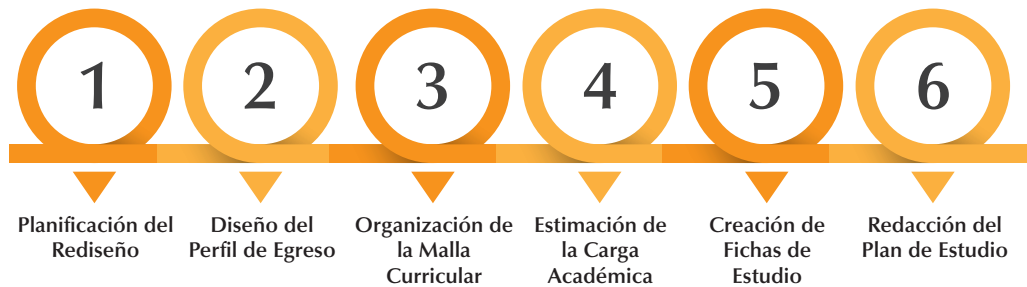 1
2
3
4
5
6
Planificación del
Rediseño
Diseño del
Perfil de Egreso
Organización de
la Malla
Curricular
Estimación de
la Carga
Académica
Creación de
Fichas de
Estudio
Redacción del
Plan de Estudio